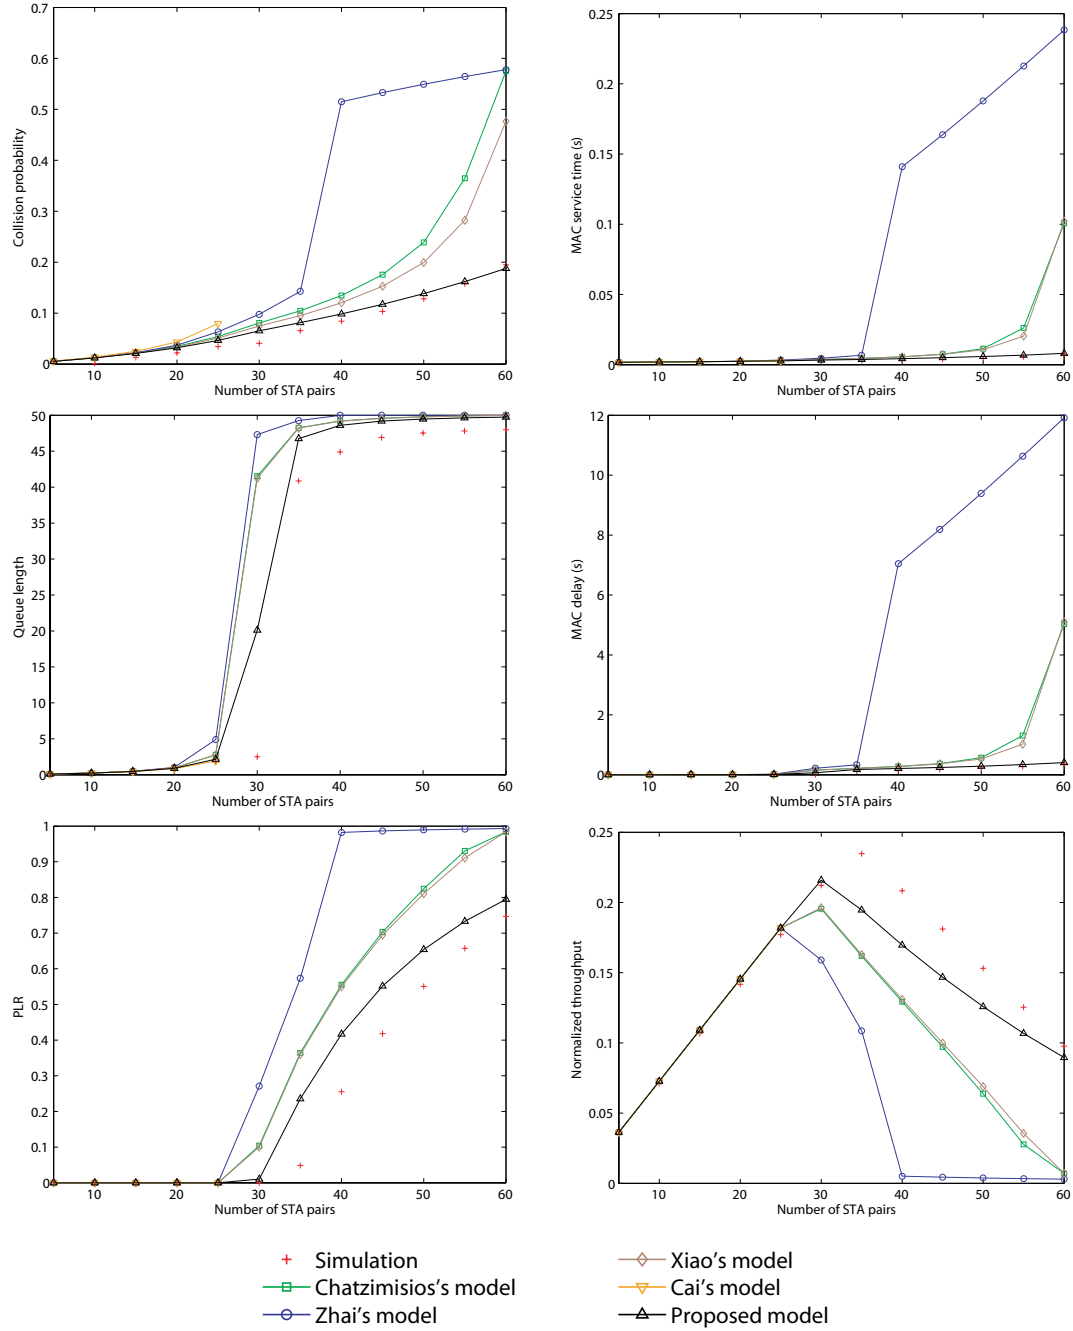 0.7
0.6
0.5
0.4
0.3
0.2
0.1
0
Collision probability
10 20 30 40 50 60
Number of STA pairs
0.25
0.2
0.15
0.1
0.05
0
MAC service time (s)
10 20 30 40 50 60
Number of STA pairs
50
45
40
35
30
25
20
15
10
5
0
Queue length
10 20 30 40 50 60
Number of STA pairs
12
10
8
6
4
2
0
MAC delay (s)
10 20 30 40 50 60
Number of STA pairs
1
0.9
0.8
0.7
0.6
0.5
0.4
0.3
0.2
0.1
0
PLR
10 20 30 40 50 60
Number of STA pairs
0.25
0.2
0.15
0.1
0.05
0
Normalized throughput
10 20 30 40 50 60
Number of STA pairs
Simulation
Chatzimisios's model
Zhai's model
Xiao's model
Cai's model
Proposed model